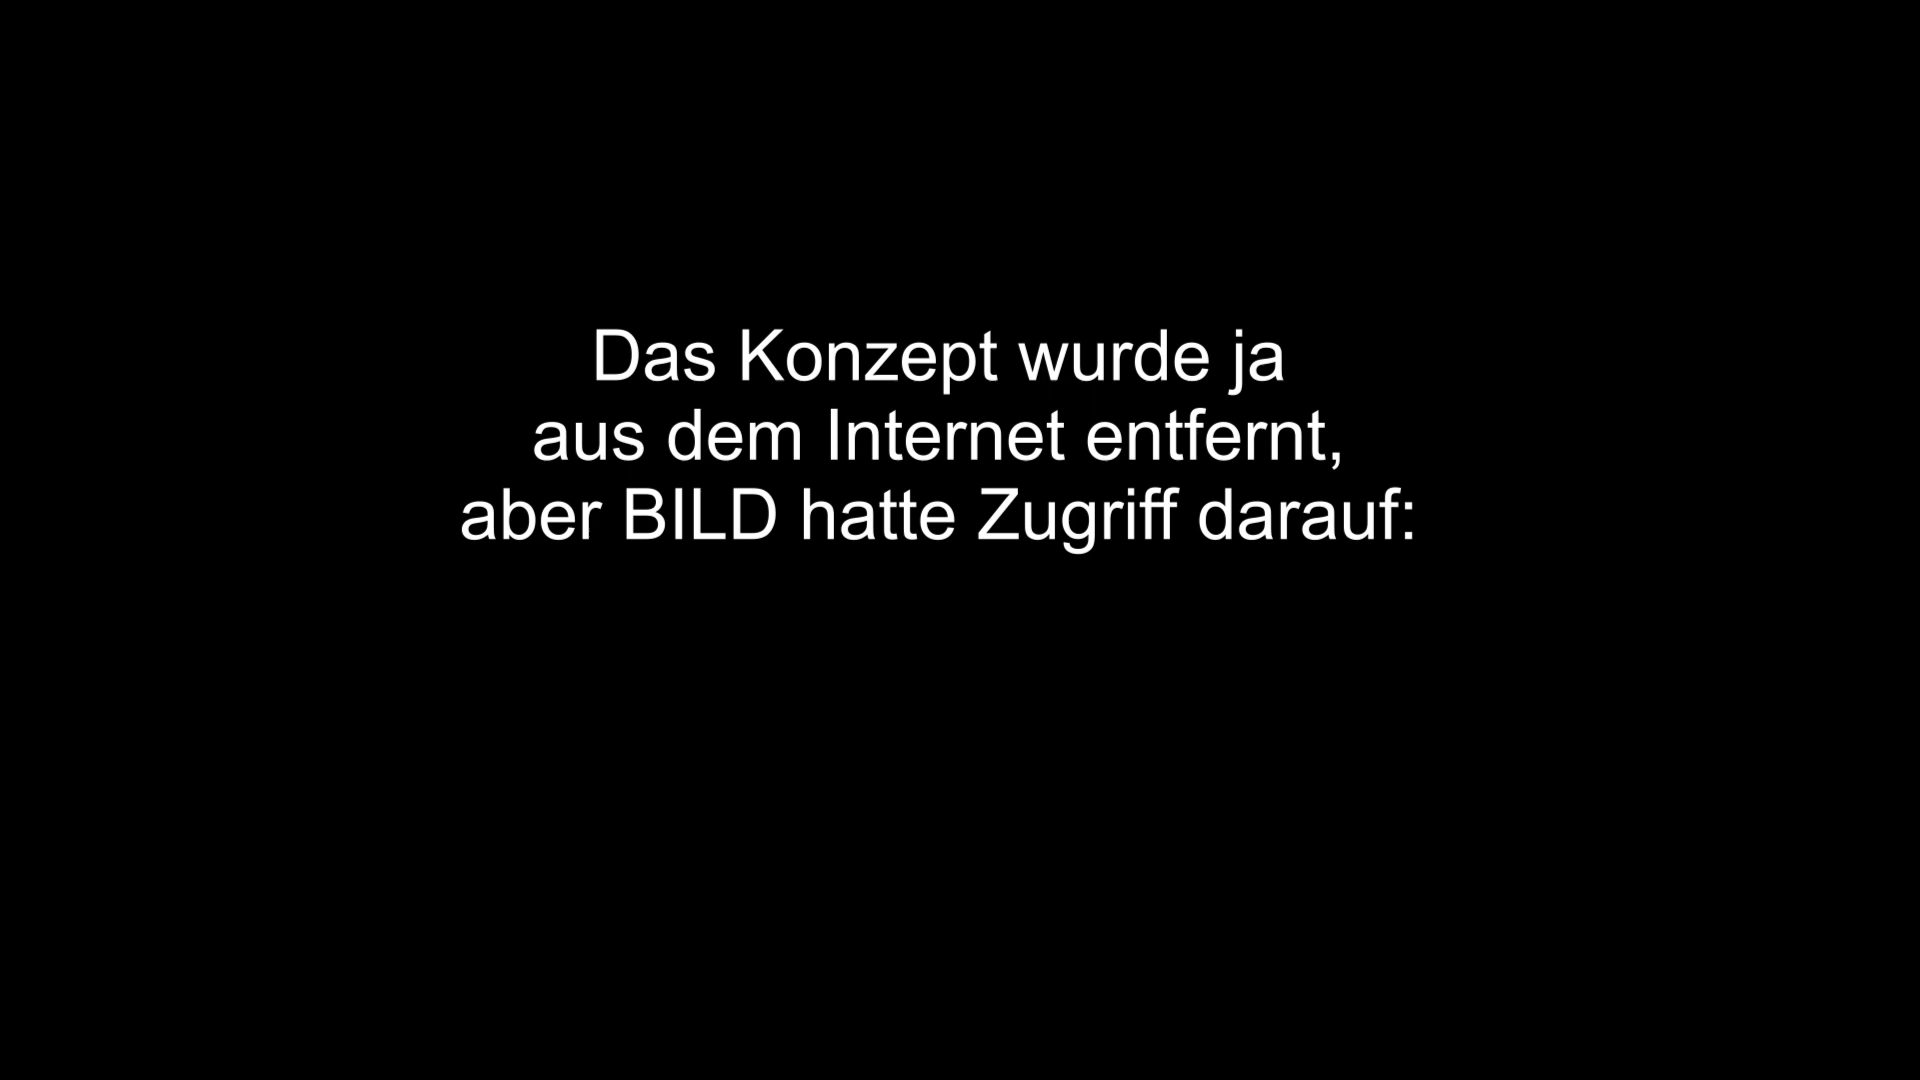 Das Konzept wurde ja
aus dem Internet entfernt,
aber BILD hatte Zugriff darauf: